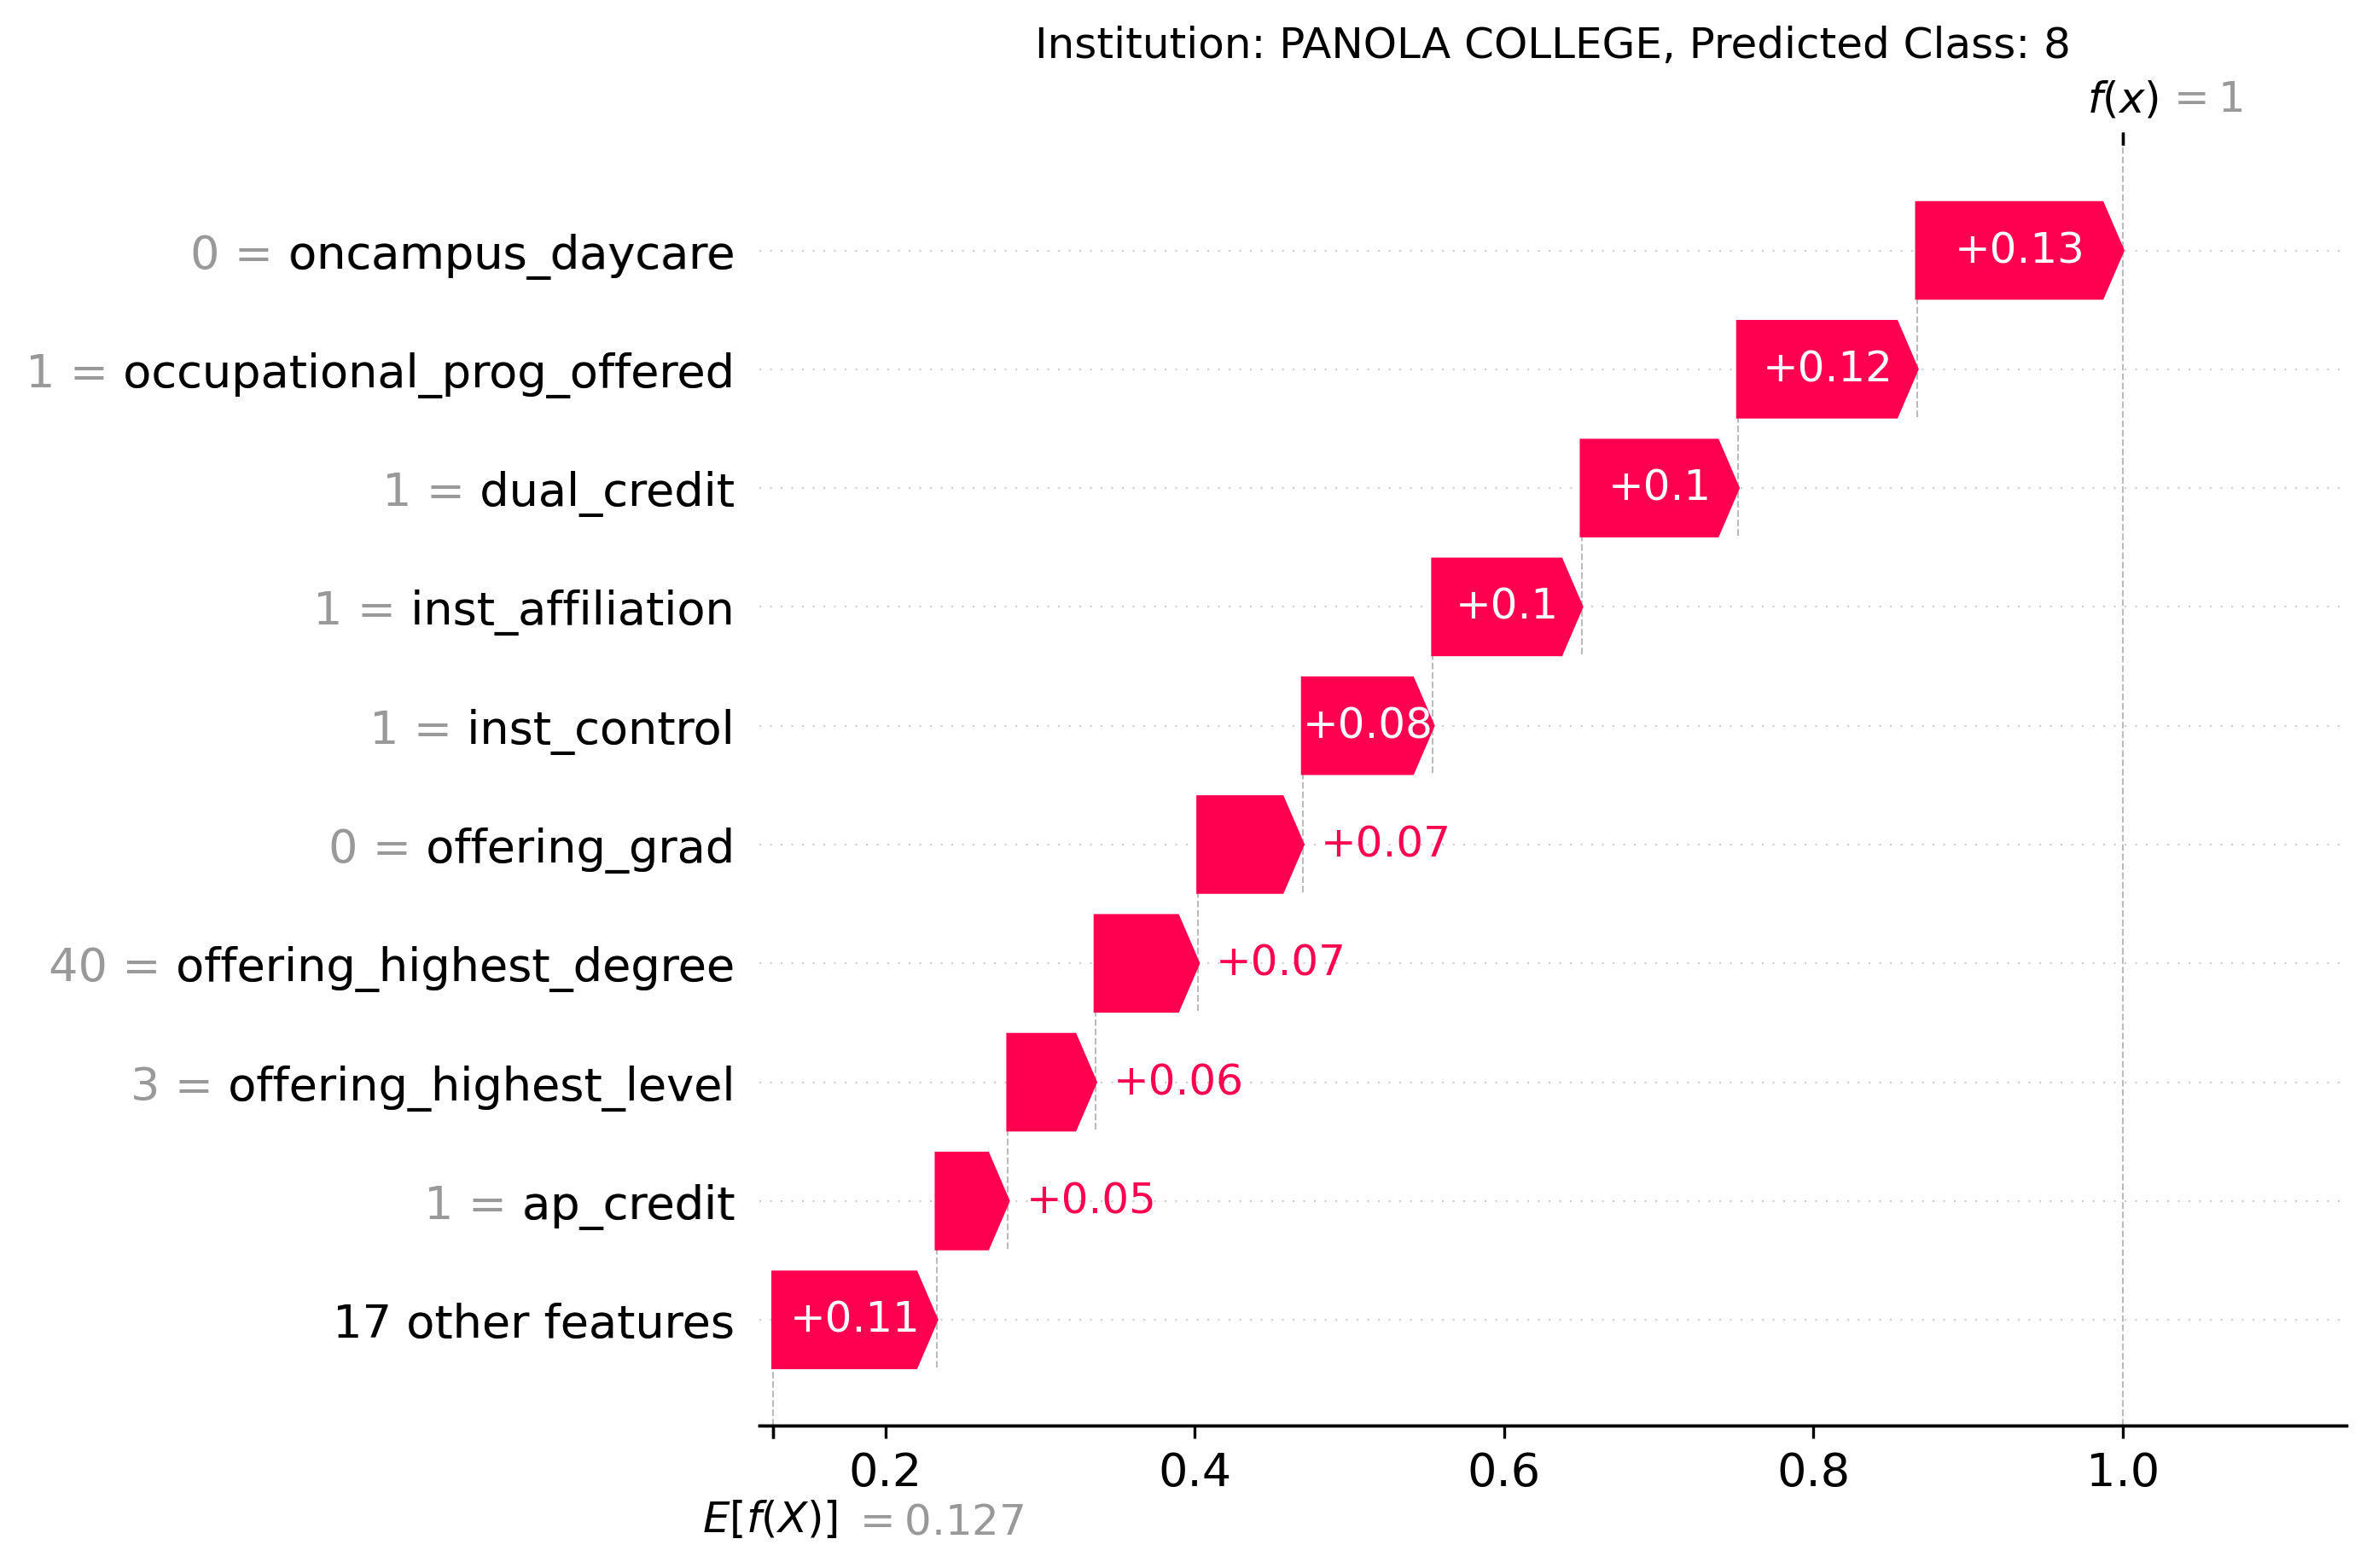 Institution: PANOLA COLLEGE, Predicted Class: 8
f(x) = 1
0 = oncampus_daycare +0.13
1 = occupational_prog_offered +0.12
1 = dual_credit +0.1
1 = inst_affiliation +0.1
1 = inst_control +0.08
0 = offering_grad +0.07
40 = offering_highest_degree +0.07
3 = offering_highest_level +0.06
1 = ap_credit +0.05
17 other features +0.11
0.2 0.4 0.6 0.8 1.0
E[f(X)] = 0.127